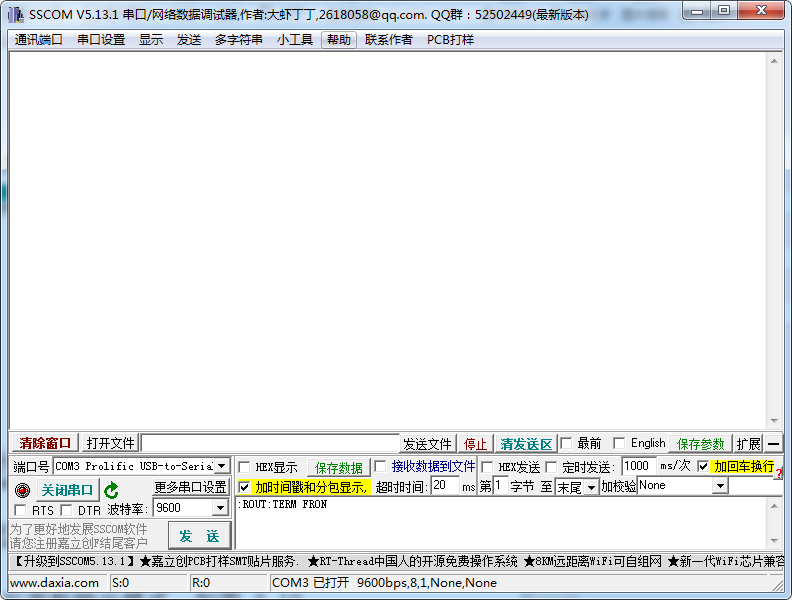 SSCOM V5.13.1 串口/网络数据调试器,作者:大虾丁丁,2618058@qq.com. QQ群：52502449(最新版本)
通讯端口 串口设置 显示 发送 多字符串 小工具 帮助 联系作者 PCB打样
清除窗口 打开文件 发送文件 停止 清发送区 最前 English 保存参数 扩展 —
端口号 COM3 Prolific USB-to-Seria HEX显示 保存数据 接收数据到文件 HEX发送 定时发送: 1000 ms/次 加回车换行
关闭串口 更多串口设置 加时间戳和分包显示, 超时时间: 20 ms 第 1 字节 至 末尾 加校验 None
RTS DTR 波特率: 9600 :ROUT:TERM FRON
为了更好地发展SSCOM软件
请您注册嘉立创F结尾客户
发 送
【升级到SSCOM5.13.1】★嘉立创PCB打样SMT贴片服务. ★RT-Thread中国人的开源免费操作系统 ★8KM远距离WiFi可自组网 ★新一代WiFi芯片兼容
www.daxia.com S:0 R:0 COM3 已打开 9600bps,8,1,None,None